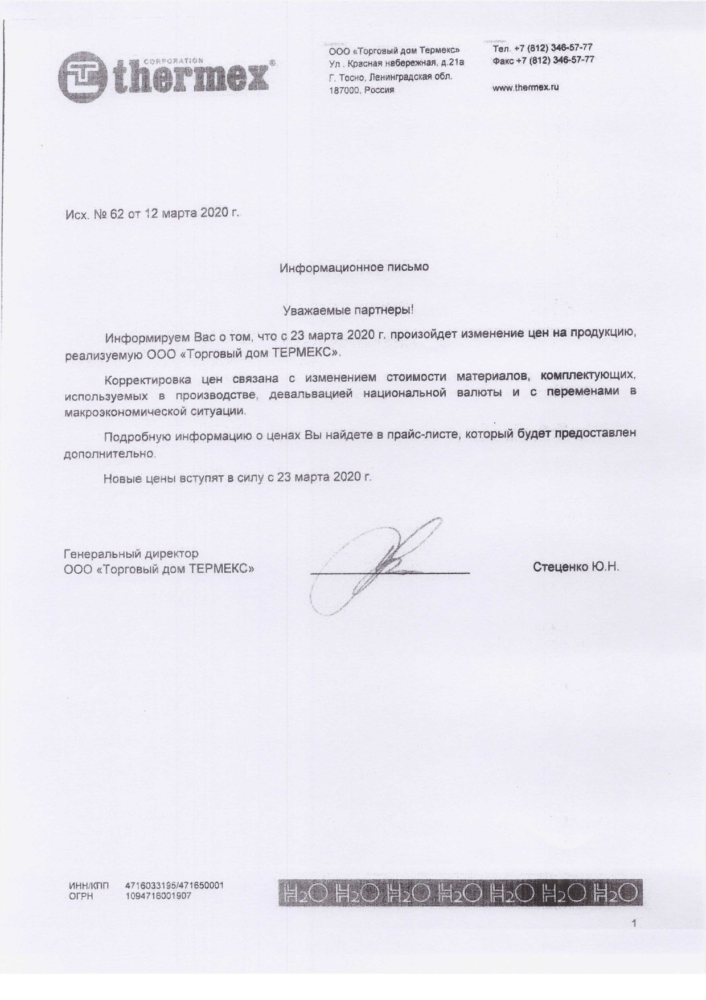 CORPORATION
thermex®
ООО «Торговый дом Термекс»
Ул . Красная набережная, д.21а
Г. Тосно, Ленинградская обл.
187000, Россия
Тел. +7 (812) 346-57-77
Факс +7 (812) 346-57-77
www.thermex.ru
Исх. № 62 от 12 марта 2020 г.
Информационное письмо
Уважаемые партнеры!
Информируем Вас о том, что с 23 марта 2020 г. произойдет изменение цен на продукцию,
реализуемую ООО «Торговый дом ТЕРМЕКС».
Корректировка цен связана с изменением стоимости материалов, комплектующих,
используемых в производстве, девальвацией национальной валюты и с переменами в
макроэкономической ситуации.
Подробную информацию о ценах Вы найдете в прайс-листе, который будет предоставлен
дополнительно.
Новые цены вступят в силу с 23 марта 2020 г.
Генеральный директор
ООО «Торговый дом ТЕРМЕКС»
Стеценко Ю.Н.
ИНН/КПП 4716033195/471650001
ОГРН 1094716001907
H2O H2O H2O H2O H2O H2O H2O
1